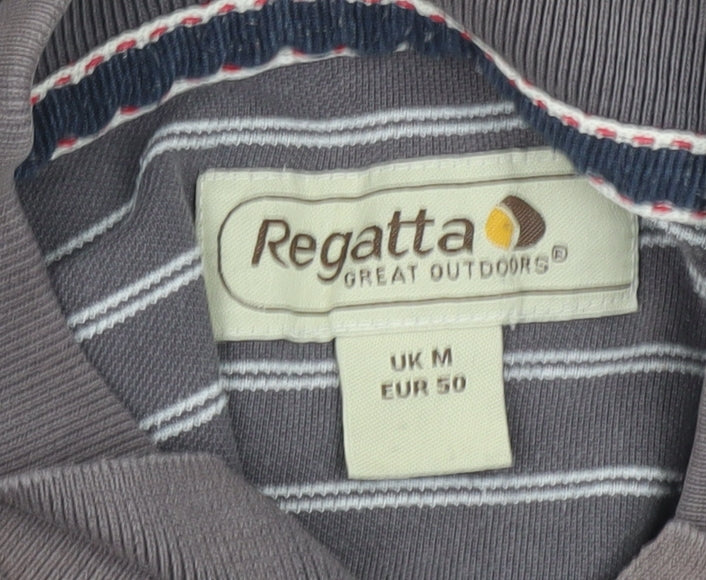 Regatta
GREAT OUTDOORS®
UK M
EUR 50